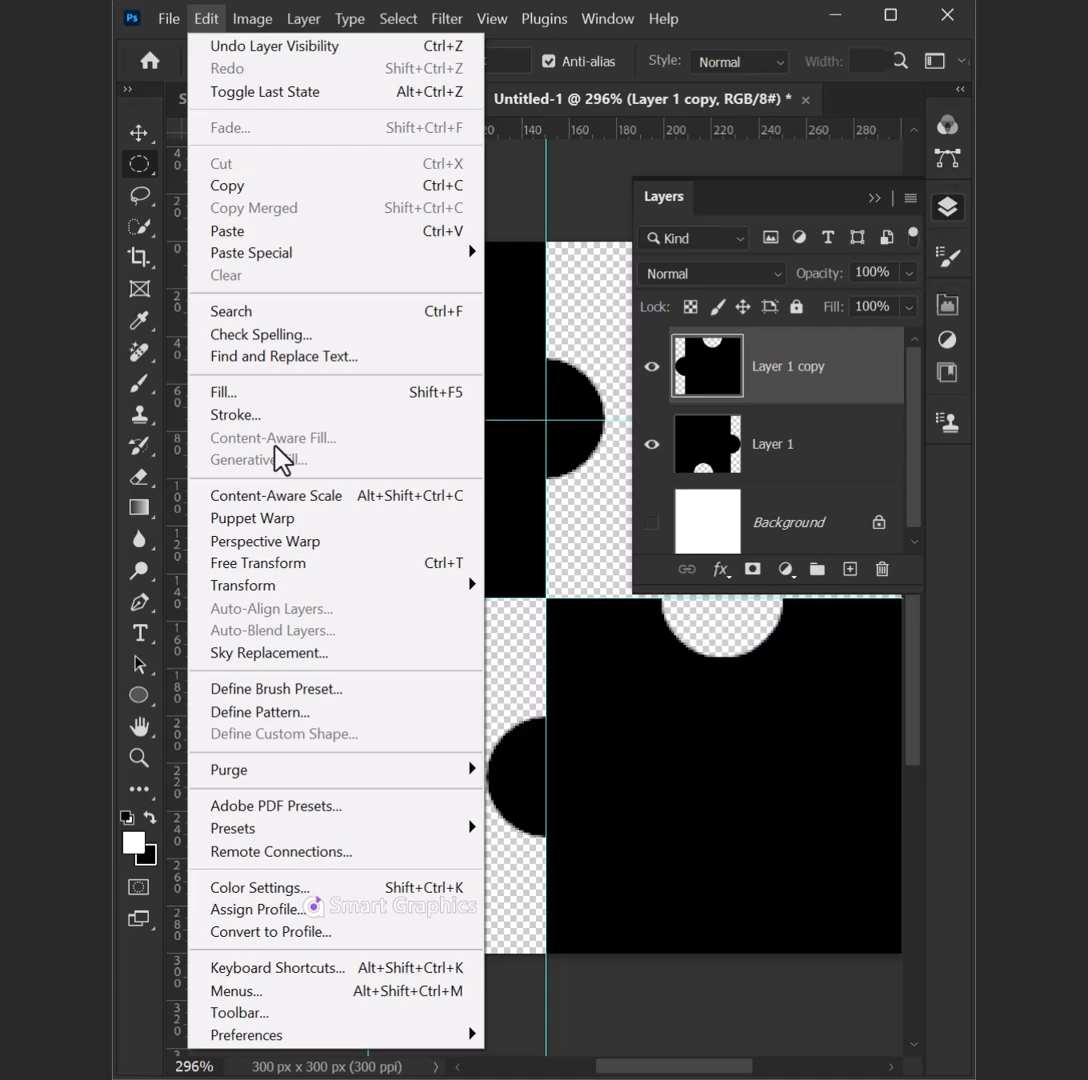 Ps File Edit Image Layer Type Select Filter View Plugins Window Help
Anti-alias Style: Normal Width:
Untitled-1 @ 296% (Layer 1 copy, RGB/8#) * ×
140 160 180 200 220 240 260 280
Undo Layer Visibility Ctrl+Z
Redo Shift+Ctrl+Z
Toggle Last State Alt+Ctrl+Z
Fade... Shift+Ctrl+F
Cut Ctrl+X
Copy Ctrl+C
Copy Merged Shift+Ctrl+C
Paste Ctrl+V
Paste Special
Clear
Search Ctrl+F
Check Spelling...
Find and Replace Text...
Fill... Shift+F5
Stroke...
Content-Aware Fill...
Content-Aware Scale Alt+Shift+Ctrl+C
Puppet Warp
Perspective Warp
Free Transform Ctrl+T
Transform
Auto-Align Layers...
Auto-Blend Layers...
Sky Replacement...
Define Brush Preset...
Define Pattern...
Define Custom Shape...
Purge
Adobe PDF Presets...
Presets
Remote Connections...
Color Settings... Shift+Ctrl+K
Assign Profile...
Convert to Profile...
Keyboard Shortcuts... Alt+Shift+Ctrl+K
Menus... Alt+Shift+Ctrl+M
Toolbar...
Preferences
Smart Graphics
Layers
Kind
Normal Opacity: 100%
Lock: Fill: 100%
Layer 1 copy
Layer 1
Background
fx
296% 300 px x 300 px (300 ppi)